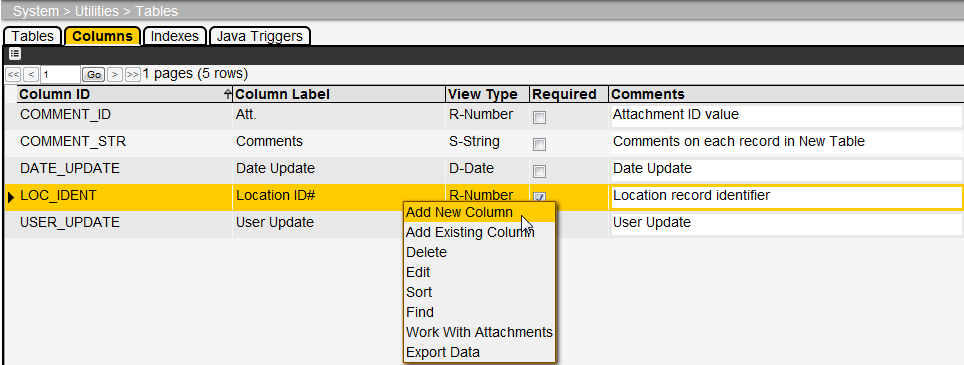 System > Utilities > Tables
Tables Columns Indexes Java Triggers
<< < 1 Go > >> 1 pages (5 rows)
Column ID Column Label View Type Required Comments
COMMENT_ID Att. R-Number Attachment ID value
COMMENT_STR Comments S-String Comments on each record in New Table
DATE_UPDATE Date Update D-Date Date Update
LOC_IDENT Location ID# R-Number Location record identifier
USER_UPDATE User Update User Update
Add New Column
Add Existing Column
Delete
Edit
Sort
Find
Work With Attachments
Export Data